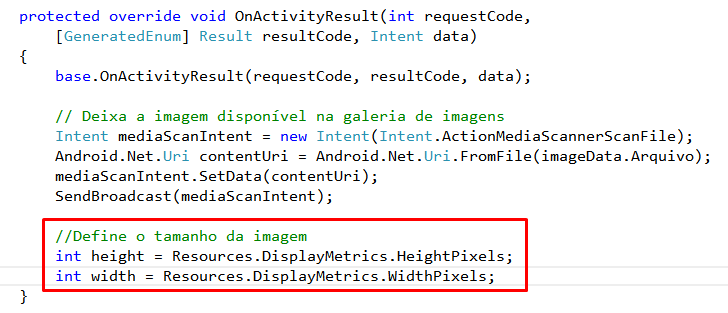 protected override void OnActivityResult(int requestCode,
[GeneratedEnum] Result resultCode, Intent data)
{
base.OnActivityResult(requestCode, resultCode, data);
// Deixa a imagem disponível na galeria de imagens
Intent mediaScanIntent = new Intent(Intent.ActionMediaScannerScanFile);
Android.Net.Uri contentUri = Android.Net.Uri.FromFile(imageData.Arquivo);
mediaScanIntent.SetData(contentUri);
SendBroadcast(mediaScanIntent);
//Define o tamanho da imagem
int height = Resources.DisplayMetrics.HeightPixels;
int width = Resources.DisplayMetrics.WidthPixels;
}